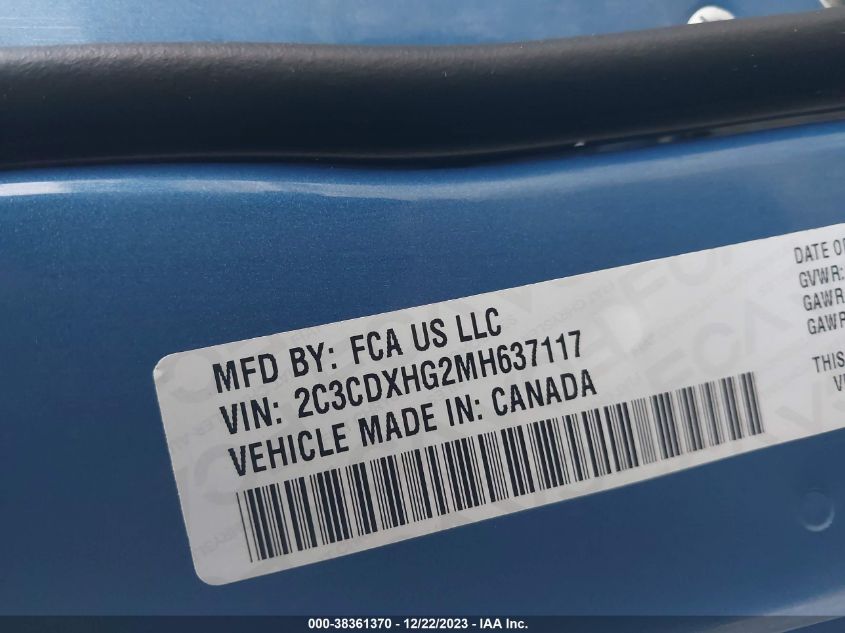 MFD BY: FCA US LLC
VIN: 2C3CDXHG2MH637117
VEHICLE MADE IN: CANADA
DATE
GVWR:
GAWR
GAWR
THIS
000-38361370 - 12/22/2023 - IAA Inc.